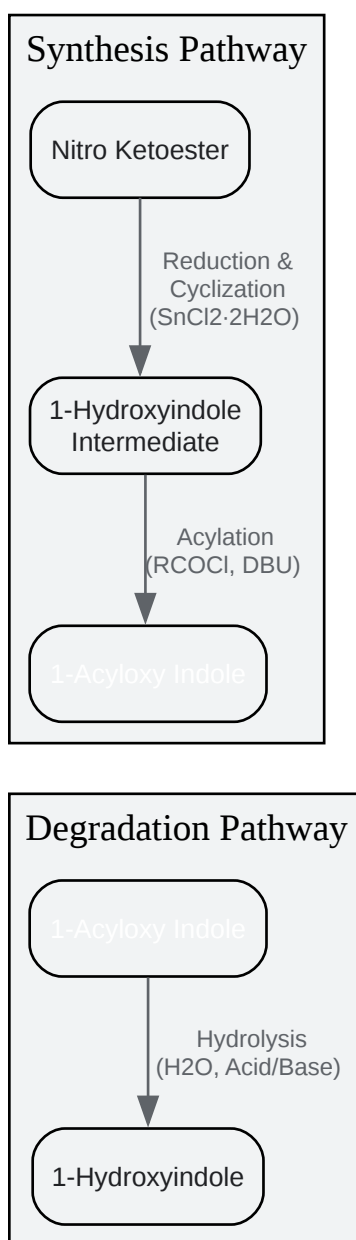 Synthesis Pathway
Nitro Ketoester
Reduction &
Cyclization
(SnCl2·2H2O)
1-Hydroxyindole
Intermediate
Acylation
(RCOCl, DBU)
1-Acyloxy Indole
Degradation Pathway
1-Acyloxy Indole
Hydrolysis
(H2O, Acid/Base)
1-Hydroxyindole